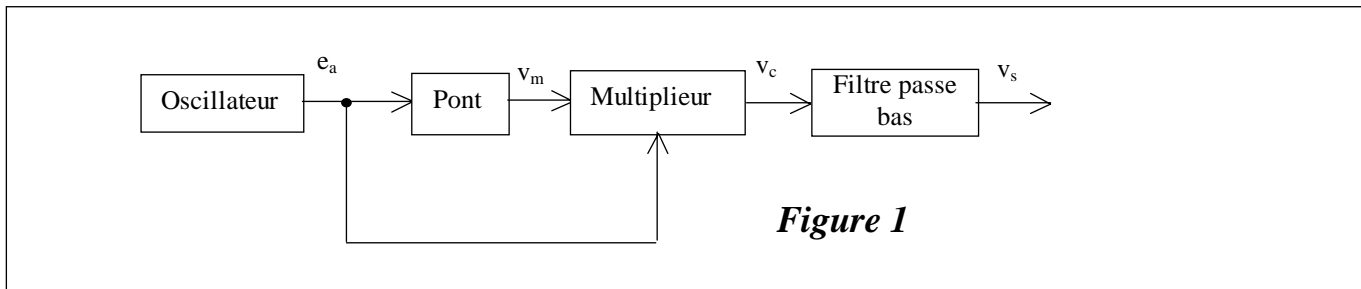 e_a
v_m
v_c
v_s
Oscillateur
Pont
Multiplieur
Filtre passe
bas
Figure 1